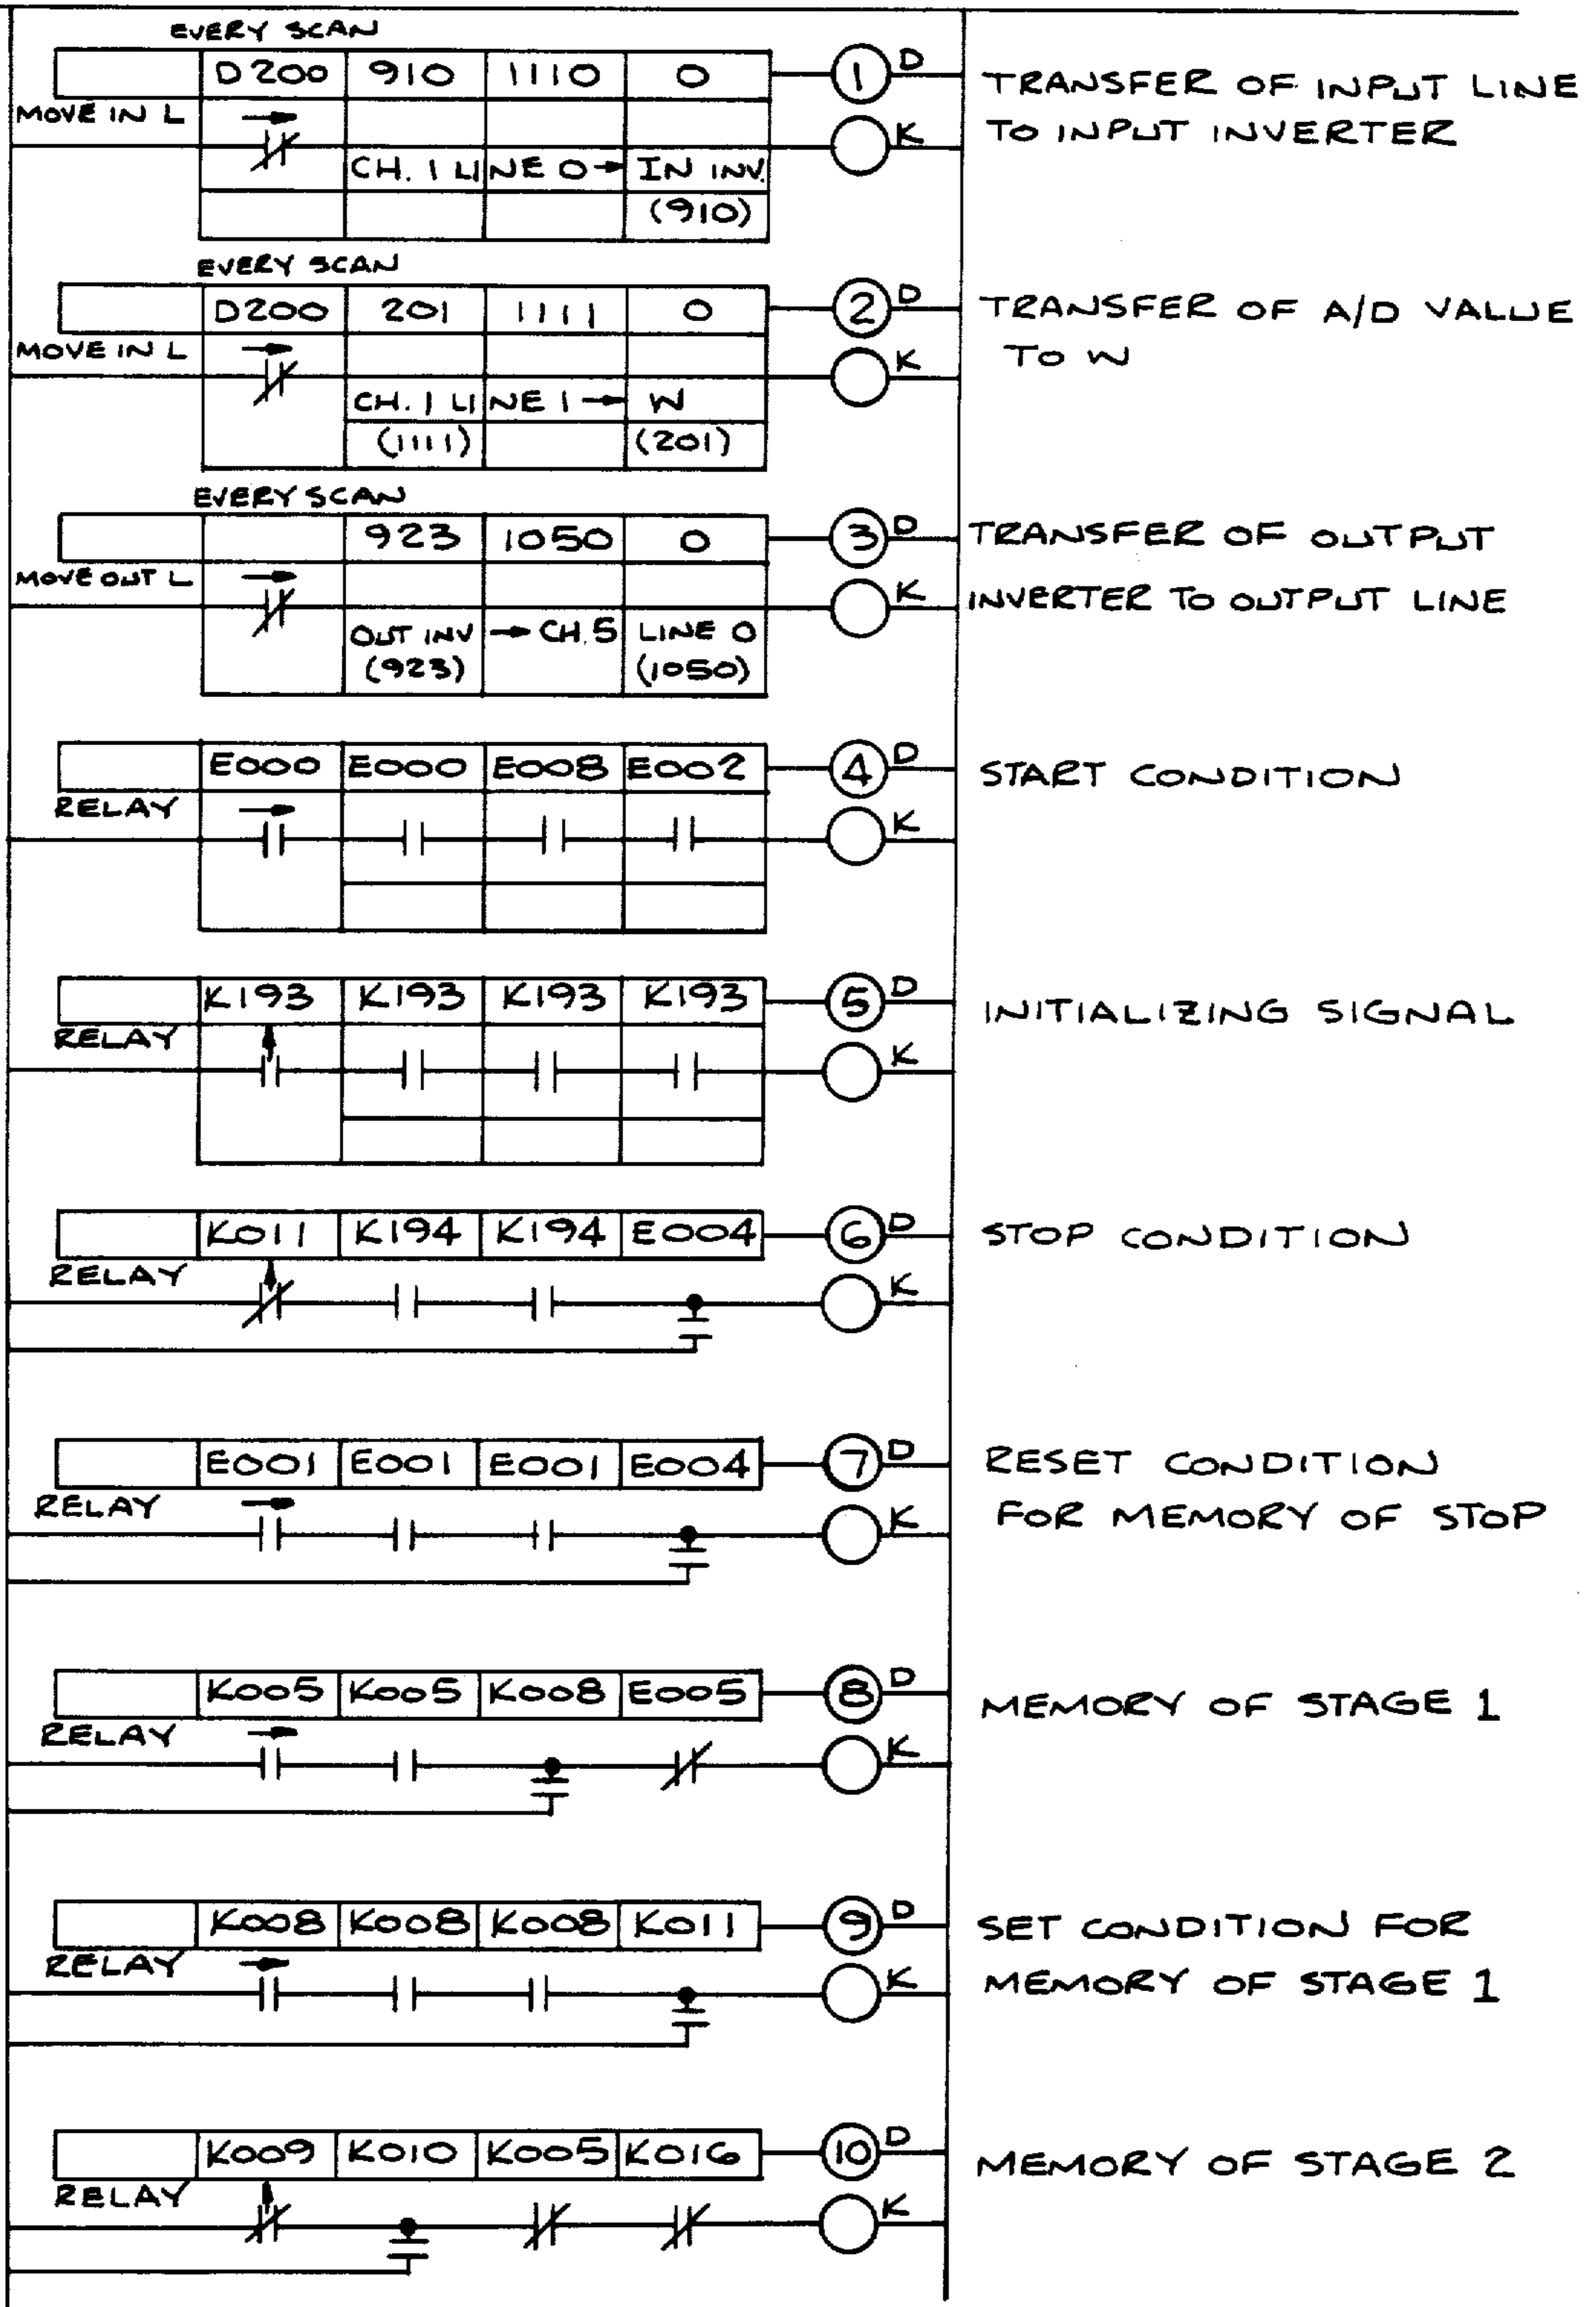 EVERY SCAN
D200 910 1110 0 1 D
MOVE IN L
TRANSFER OF INPUT LINE
TO INPUT INVERTER
K
CH. 1 LINE 0 → IN INV.
(910)
EVERY SCAN
D200 201 1111 0 2 D
MOVE IN L
TRANSFER OF A/D VALUE
TO W
K
CH. 1 LINE 1 → W
(1111) (201)
EVERY SCAN
923 1050 0 3 D
MOVE OUT L
TRANSFER OF OUTPUT
INVERTER TO OUTPUT LINE
K
OUT INV → CH. 5 LINE 0
(923) (1050)
E000 E000 E008 E002 4 D
START CONDITION
RELAY
K
K193 K193 K193 K193 5 D
INITIALIZING SIGNAL
RELAY
K
K011 K194 K194 E004 6 D
STOP CONDITION
RELAY
K
E001 E001 E001 E004 7 D
RESET CONDITION
FOR MEMORY OF STOP
RELAY
K
K005 K005 K008 E005 8 D
MEMORY OF STAGE 1
RELAY
K
K008 K008 K008 K011 9 D
SET CONDITION FOR
MEMORY OF STAGE 1
RELAY
K
K009 K010 K005 K016 10 D
MEMORY OF STAGE 2
RELAY
K